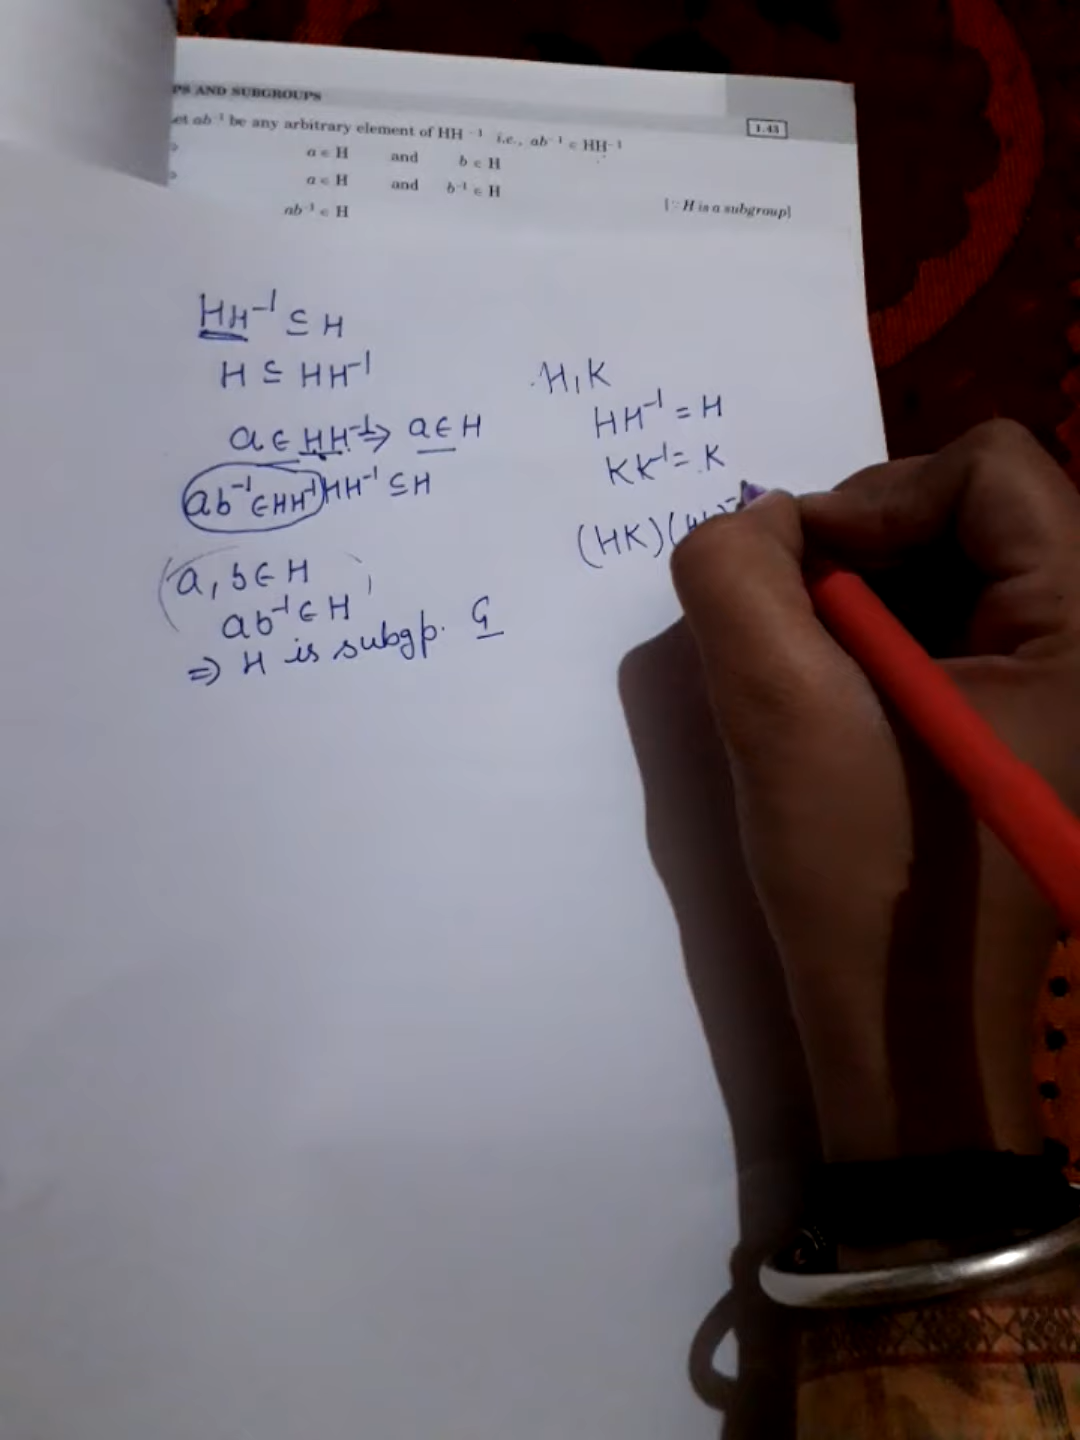 PS AND SUBGROUPS
1.43
et ab⁻¹ be any arbitrary element of HH⁻¹ i.e., ab⁻¹ ∈ HH⁻¹
a ∈ H and b ∈ H
a ∈ H and b⁻¹ ∈ H
[∵ H is a subgroup]
ab⁻¹ ∈ H
HH⁻¹ ⊆ H
H ⊆ HH⁻¹
a ∈ HH⁻¹ ⇒ a ∈ H
ab⁻¹ ∈ HH⁻¹ HH⁻¹ ⊆ H
a, b ∈ H
ab⁻¹ ∈ H
⇒ H is subgp. G
H, K
HH⁻¹ = H
KK⁻¹ = K
(HK)(